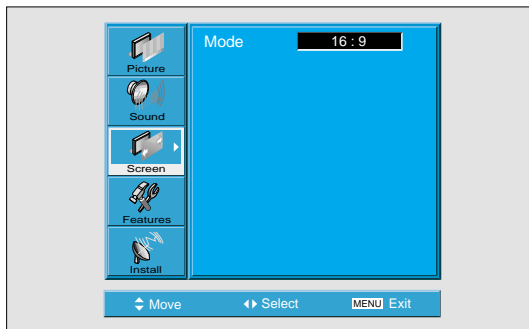 Mode 16 : 9
Picture
Sound
Screen
Features
Install
Move Select MENU Exit